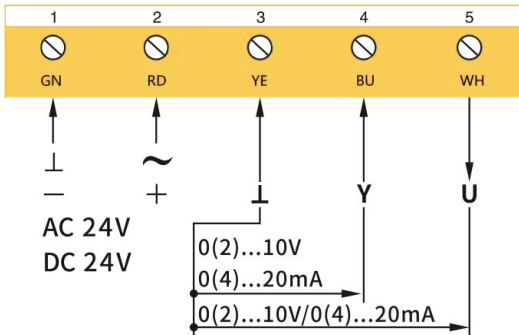 1 2 3 4 5
GN RD YE BU WH
⊥ ~ 
− + ⊥ Y U
AC 24V
DC 24V
0(2)...10V
0(4)...20mA
0(2)...10V/0(4)...20mA